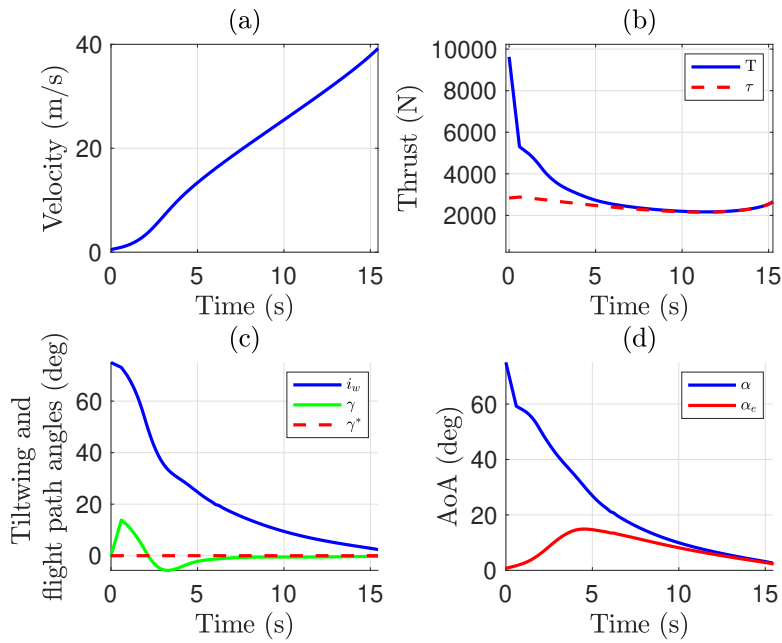 (a)
Velocity (m/s)
40
20
0
0 5 10 15
Time (s)
(b)
Thrust (N)
10000
8000
6000
4000
2000
T
τ
0 5 10 15
Time (s)
(c)
Tiltwing and
flight path angles (deg)
60
40
20
0
i_w
γ
γ*
0 5 10 15
Time (s)
(d)
AoA (deg)
60
40
20
0
α
α_e
0 5 10 15
Time (s)